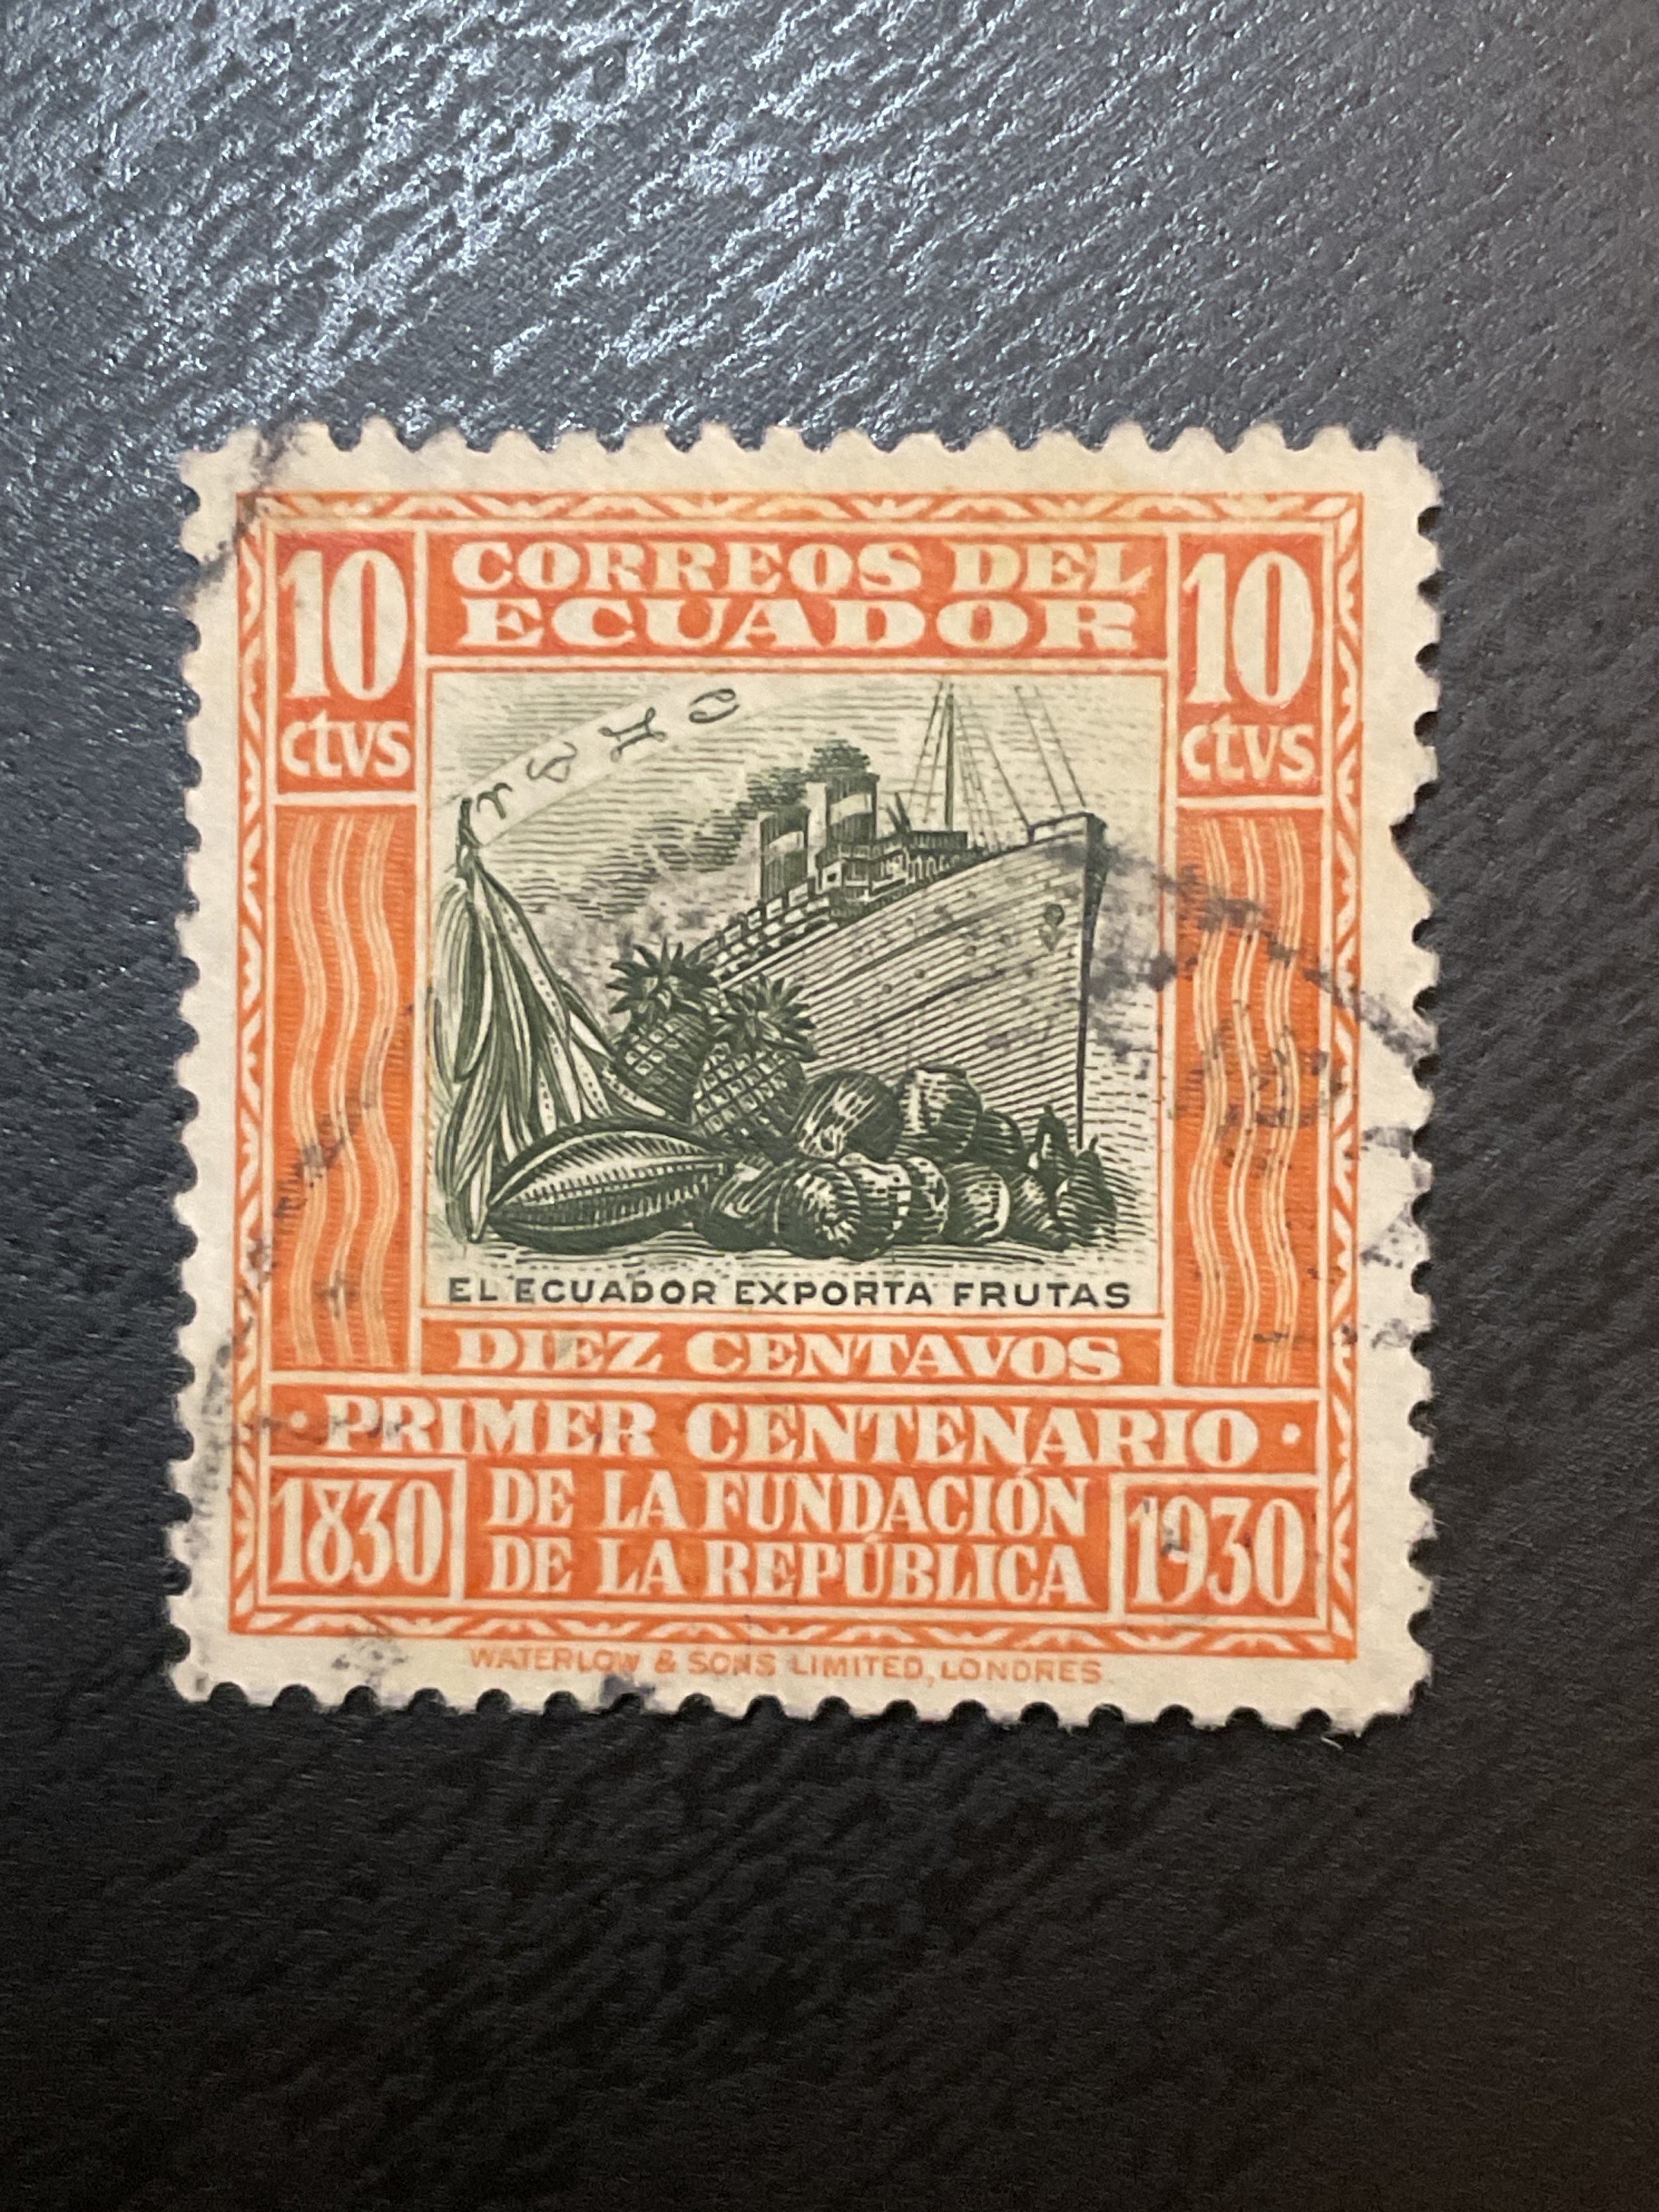 10 CORREOS DEL 10
ECUADOR
ctvs ctvs
♈ ♉ ♊ ♋
EL ECUADOR EXPORTA FRUTAS
DIEZ CENTAVOS
· PRIMER CENTENARIO ·
1830 DE LA FUNDACIÓN 1930
DE LA REPÚBLICA
WATERLOW & SONS LIMITED, LONDRES.